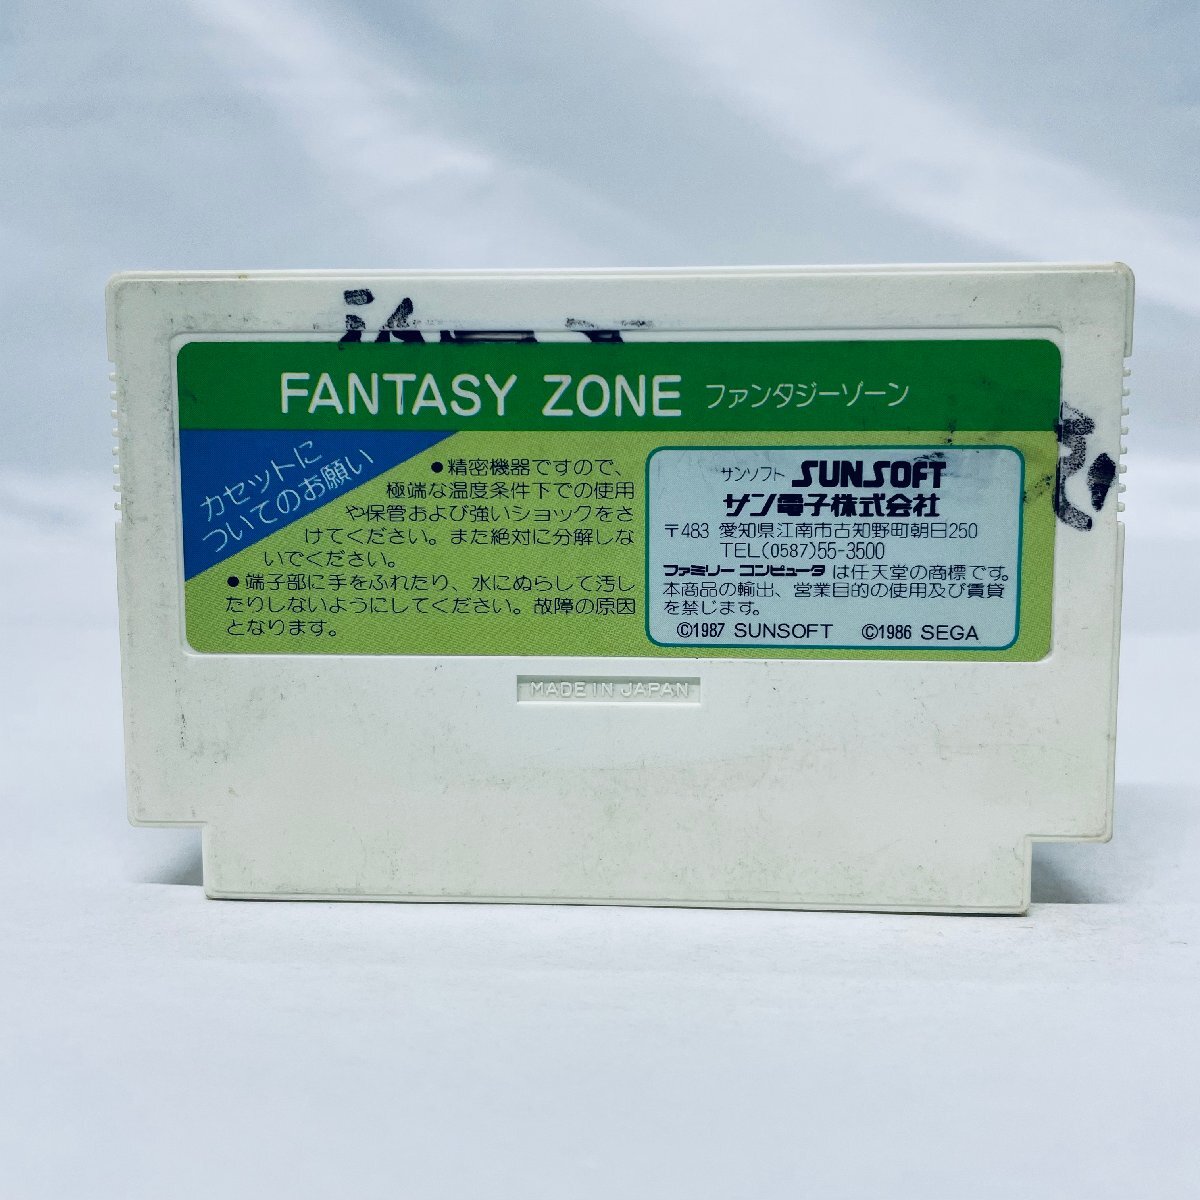 FANTASY ZONE ファンタジーゾーン
カセットに
ついてのお願い
●精密機器ですので、
極端な温度条件下での使用
や保管および強いショックをさ
けてください。また絶対に分解しな
いでください。
●端子部に手をふれたり、水にぬらして汚し
たりしないようにしてください。故障の原因
となります。
サンソフト SUNSOFT
サン電子株式会社
〒483 愛知県江南市古知野町朝日250
TEL(0587)55-3500
ファミリーコンピュータ は任天堂の商標です。
本商品の輸出、営業目的の使用及び賃貸
を禁じます。
©1987 SUNSOFT ©1986 SEGA
MADE IN JAPAN